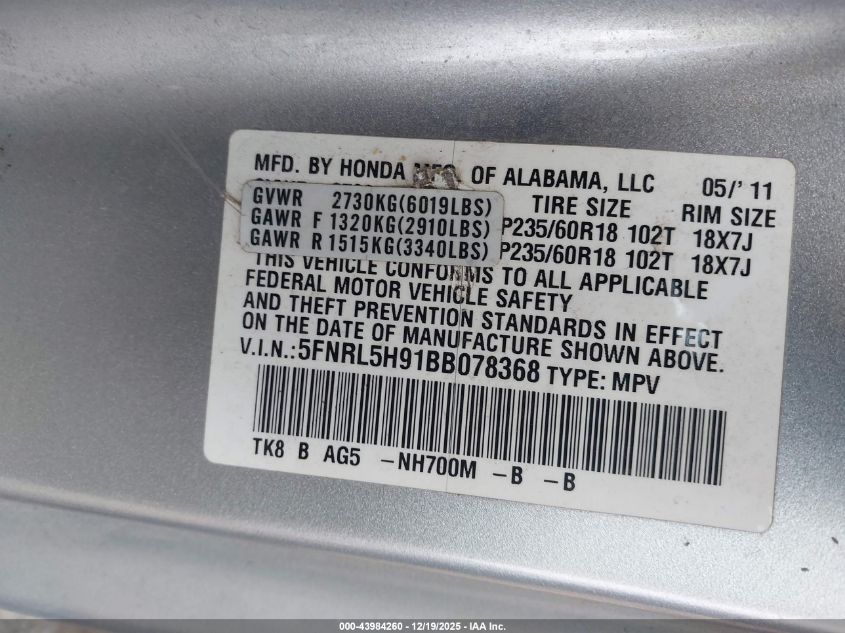 MFD. BY HONDA MFG. OF ALABAMA, LLC 05/'11
TIRE SIZE RIM SIZE
GVWR 2730KG(6019LBS)
GAWR F 1320KG(2910LBS) P235/60R18 102T 18X7J
GAWR R 1515KG(3340LBS) P235/60R18 102T 18X7J
THIS VEHICLE CONFORMS TO ALL APPLICABLE
FEDERAL MOTOR VEHICLE SAFETY
AND THEFT PREVENTION STANDARDS IN EFFECT
ON THE DATE OF MANUFACTURE SHOWN ABOVE.
V.I.N.:5FNRL5H91BB078368 TYPE: MPV
TK8 B AG5 -NH700M -B -B
000-43984260 - 12/19/2025 - IAA Inc.